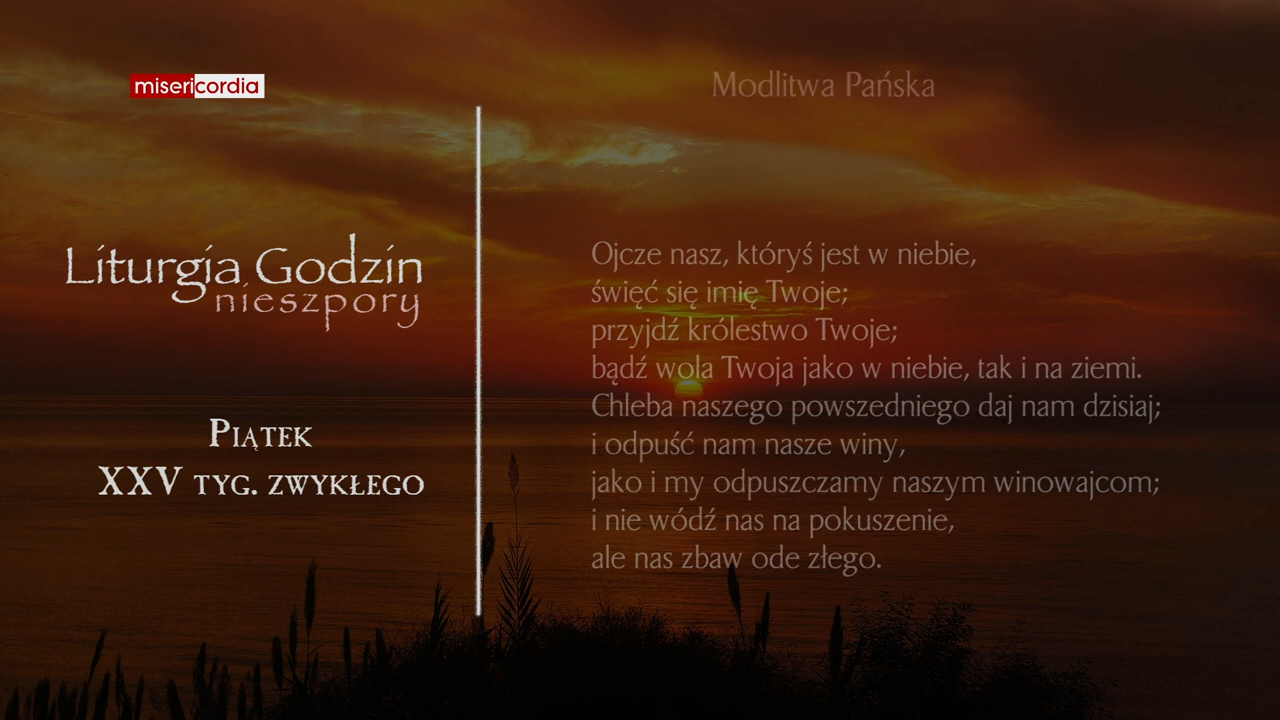 misericordia
Liturgia Godzin
nieszpory
Piątek
XXV tyg. zwykłego
Modlitwa Pańska
Ojcze nasz, któryś jest w niebie,
święć się imię Twoje;
przyjdź królestwo Twoje;
bądź wola Twoja jako w niebie, tak i na ziemi.
Chleba naszego powszedniego daj nam dzisiaj;
i odpuść nam nasze winy,
jako i my odpuszczamy naszym winowajcom;
i nie wódź nas na pokuszenie,
ale nas zbaw ode złego.